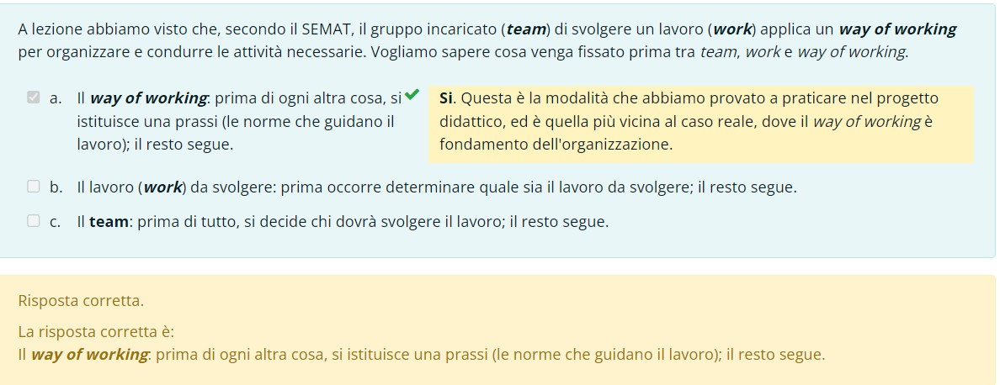 A lezione abbiamo visto che, secondo il SEMAT, il gruppo incaricato (team) di svolgere un lavoro (work) applica un way of working
per organizzare e condurre le attività necessarie. Vogliamo sapere cosa venga fissato prima tra team, work e way of working.
a. Il way of working: prima di ogni altra cosa, si
istituisce una prassi (le norme che guidano il
lavoro); il resto segue.
Si. Questa è la modalità che abbiamo provato a praticare nel progetto
didattico, ed è quella più vicina al caso reale, dove il way of working è
fondamento dell'organizzazione.
b. Il lavoro (work) da svolgere: prima occorre determinare quale sia il lavoro da svolgere; il resto segue.
c. Il team: prima di tutto, si decide chi dovrà svolgere il lavoro; il resto segue.
Risposta corretta.
La risposta corretta è:
Il way of working: prima di ogni altra cosa, si istituisce una prassi (le norme che guidano il lavoro); il resto segue.